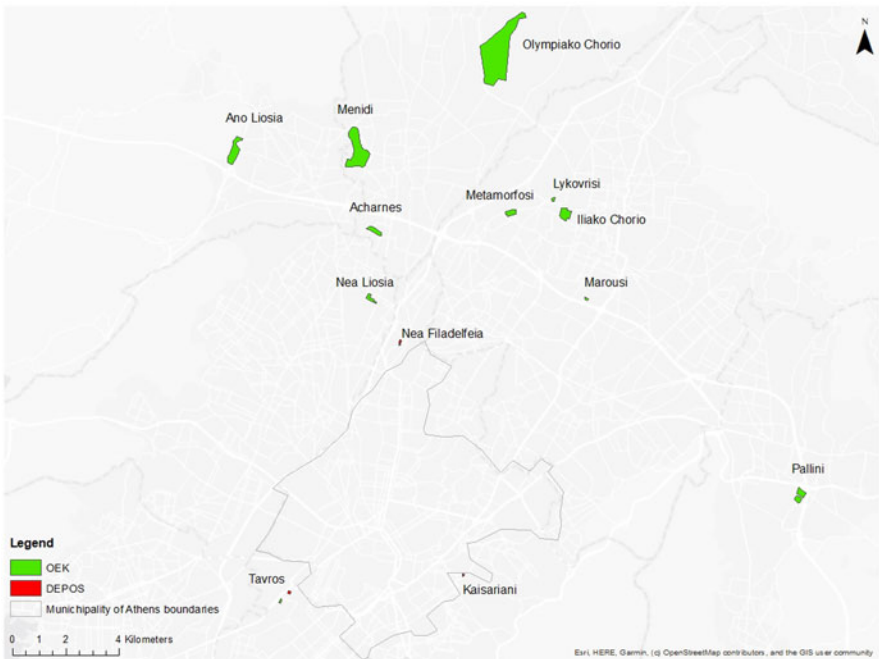 N
Olympiako Chorio
Ano Liosia
Menidi
Lykovrisi
Metamorfosi
Iliako Chorio
Acharnes
Nea Liosia
Marousi
Nea Filadelfeia
Pallini
Legend
OEK
DEPOS
Munichipality of Athens boundaries
Tavros
Kaisariani
0 1 2 4 Kilometers
Esri, HERE, Garmin, (c) OpenStreetMap contributors, and the GIS user community